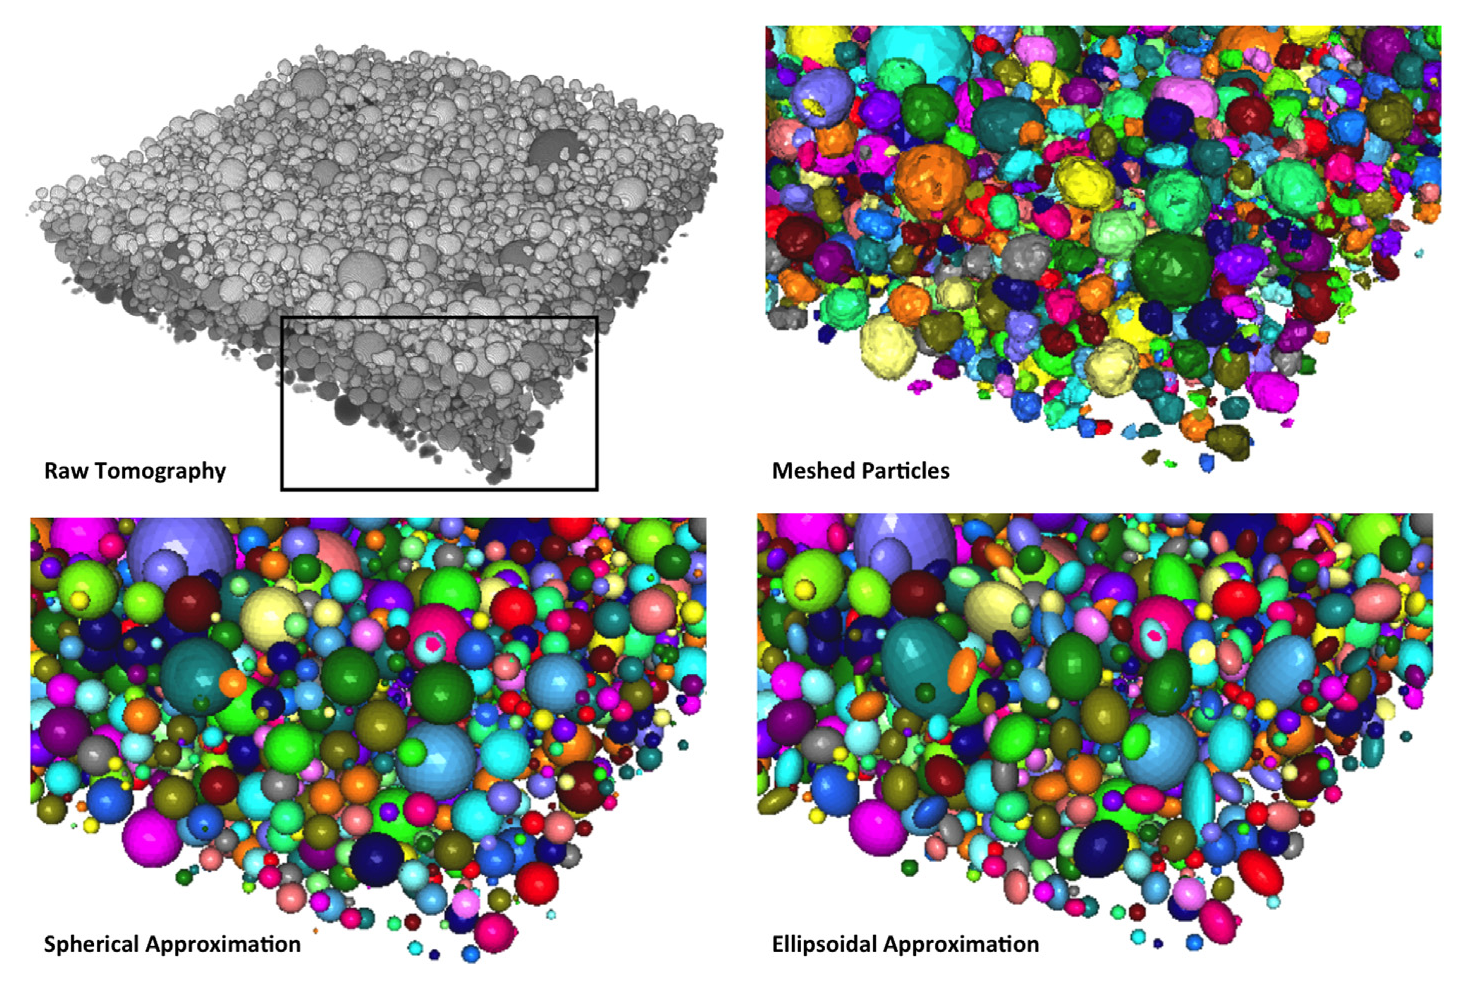 Raw Tomography
Meshed Particles
Spherical Approximation
Ellipsoidal Approximation